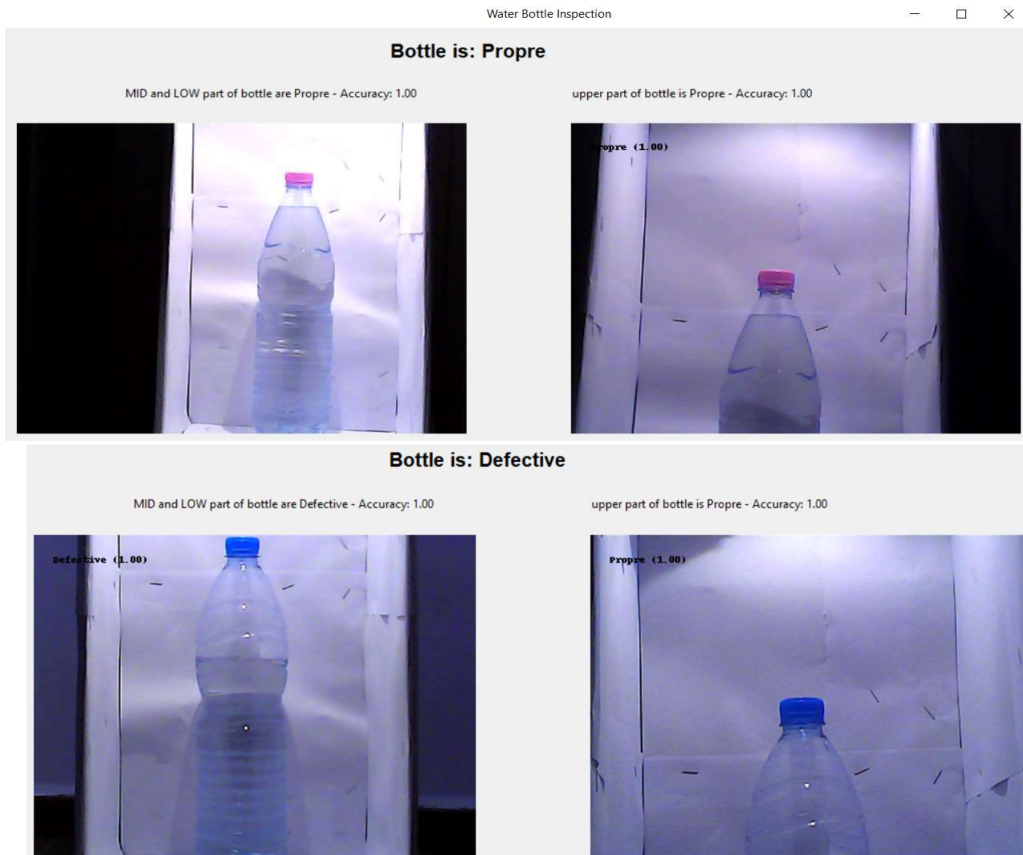 Water Bottle Inspection
Bottle is: Propre
MID and LOW part of bottle are Propre - Accuracy: 1.00
upper part of bottle is Propre - Accuracy: 1.00
Propre (1.00)
Bottle is: Defective
MID and LOW part of bottle are Defective - Accuracy: 1.00
upper part of bottle is Propre - Accuracy: 1.00
Defective (1.00)
Propre (1.00)